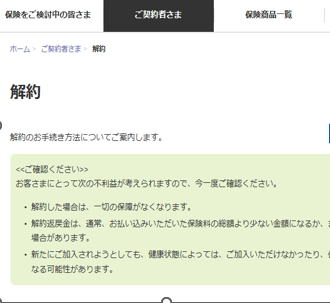 保険をご検討中の皆さま ご契約者さま 保険商品一覧
ホーム > ご契約者さま > 解約
解約
解約のお手続き方法についてご案内します。
<<ご確認ください>>
お客さまにとって次の不利益が考えられますので、今一度ご確認ください。
• 解約した場合は、一切の保障がなくなります。
• 解約返戻金は、通常、お払い込みいただいた保険料の総額より少ない金額になるか、
場合があります。
• 新たにご加入されようとしても、健康状態によっては、ご加入いただけなかったり、
なる可能性があります。